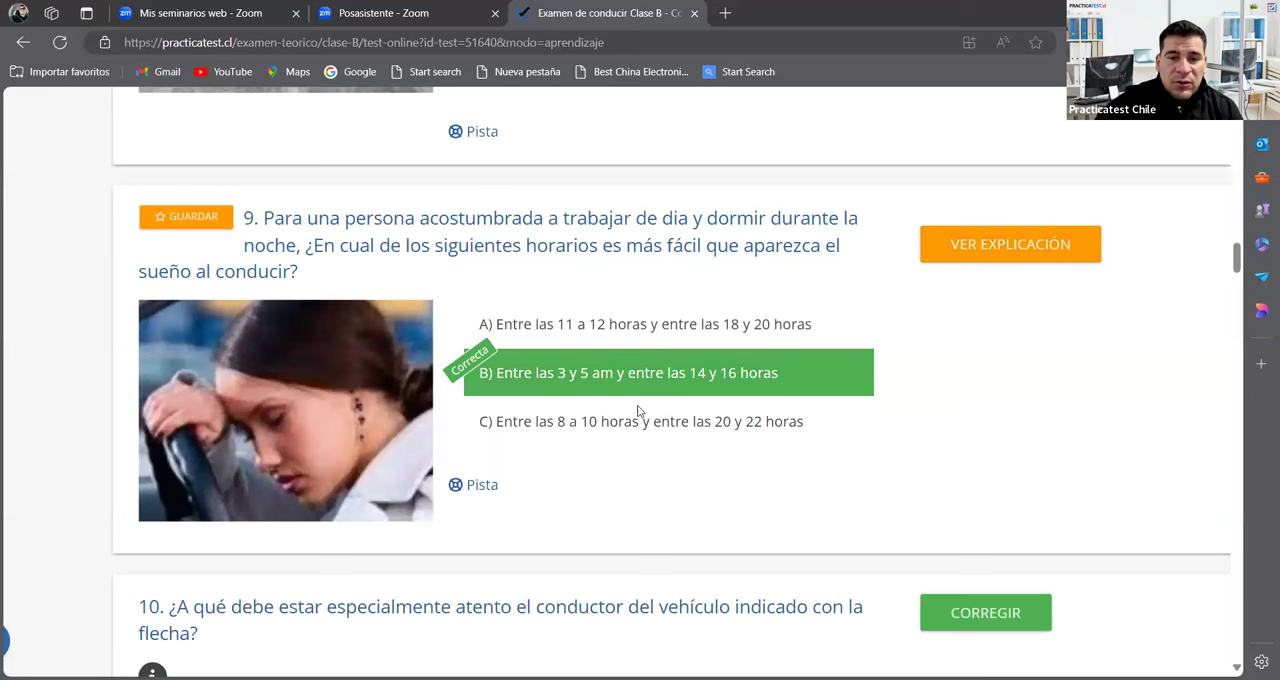 Mis seminarios web - Zoom
Posasistente - Zoom
Examen de conducir Clase B - Co
https://practicatest.cl/examen-teorico/clase-B/test-online?id-test=51640&modo=aprendizaje
Importar favoritos
Gmail
YouTube
Maps
Google
Start search
Nueva pestaña
Best China Electroni...
Start Search
PRACTICATEST.cl
Practicatest Chile
Pista
GUARDAR
9. Para una persona acostumbrada a trabajar de dia y dormir durante la
noche, ¿En cual de los siguientes horarios es más fácil que aparezca el
sueño al conducir?
VER EXPLICACIÓN
A) Entre las 11 a 12 horas y entre las 18 y 20 horas
Correcta
B) Entre las 3 y 5 am y entre las 14 y 16 horas
C) Entre las 8 a 10 horas y entre las 20 y 22 horas
Pista
10. ¿A qué debe estar especialmente atento el conductor del vehículo indicado con la
flecha?
CORREGIR